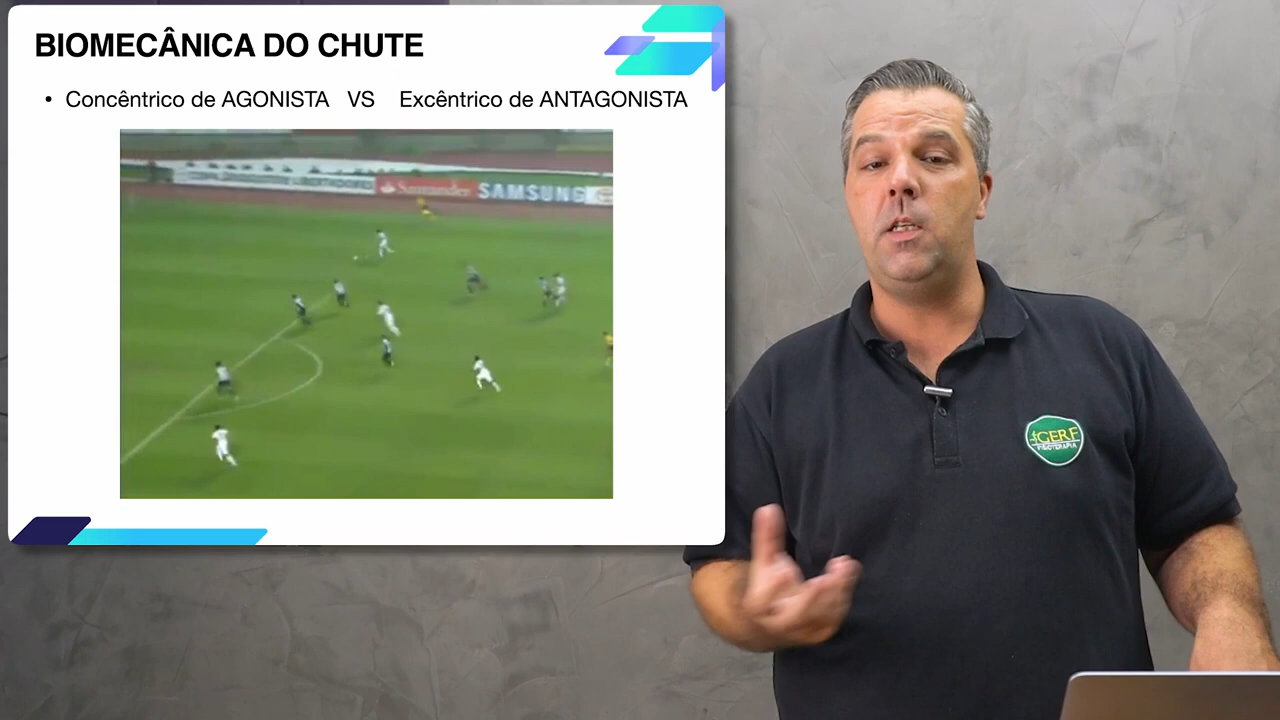 BIOMECÂNICA DO CHUTE
• Concêntrico de AGONISTA VS Excêntrico de ANTAGONISTA
Santander
SAMSUNG
GERF
FISIOTERAPIA